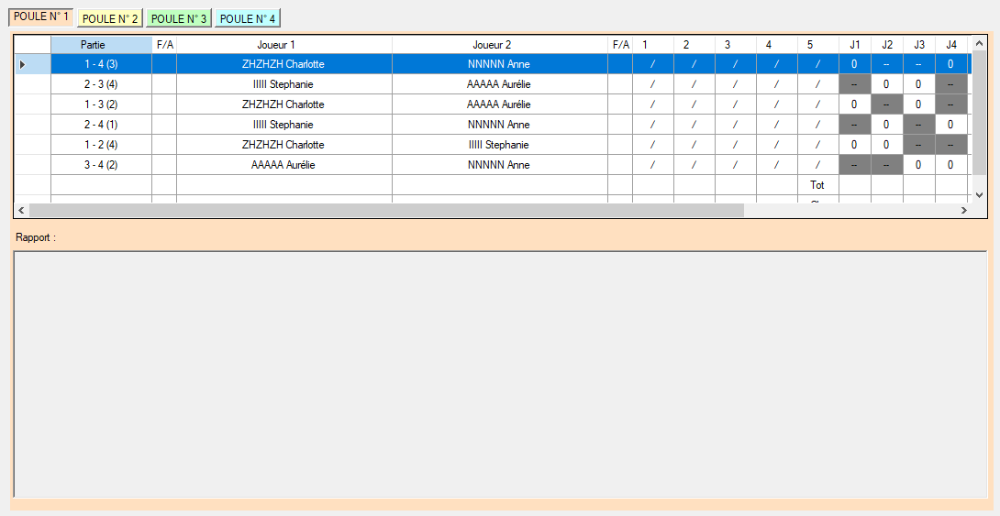 POULE N° 1 POULE N° 2 POULE N° 3 POULE N° 4
Partie F/A Joueur 1 Joueur 2 F/A 1 2 3 4 5 J1 J2 J3 J4
1 - 4 (3) ZHZHZH Charlotte NNNNN Anne / / / / / 0 -- -- 0
2 - 3 (4) IIIII Stephanie AAAAA Aurélie / / / / / -- 0 0 --
1 - 3 (2) ZHZHZH Charlotte AAAAA Aurélie / / / / / 0 -- 0 --
2 - 4 (1) IIIII Stephanie NNNNN Anne / / / / / -- 0 -- 0
1 - 2 (4) ZHZHZH Charlotte IIIII Stephanie / / / / / 0 0 -- --
3 - 4 (2) AAAAA Aurélie NNNNN Anne / / / / / -- -- 0 0
Tot
Rapport :